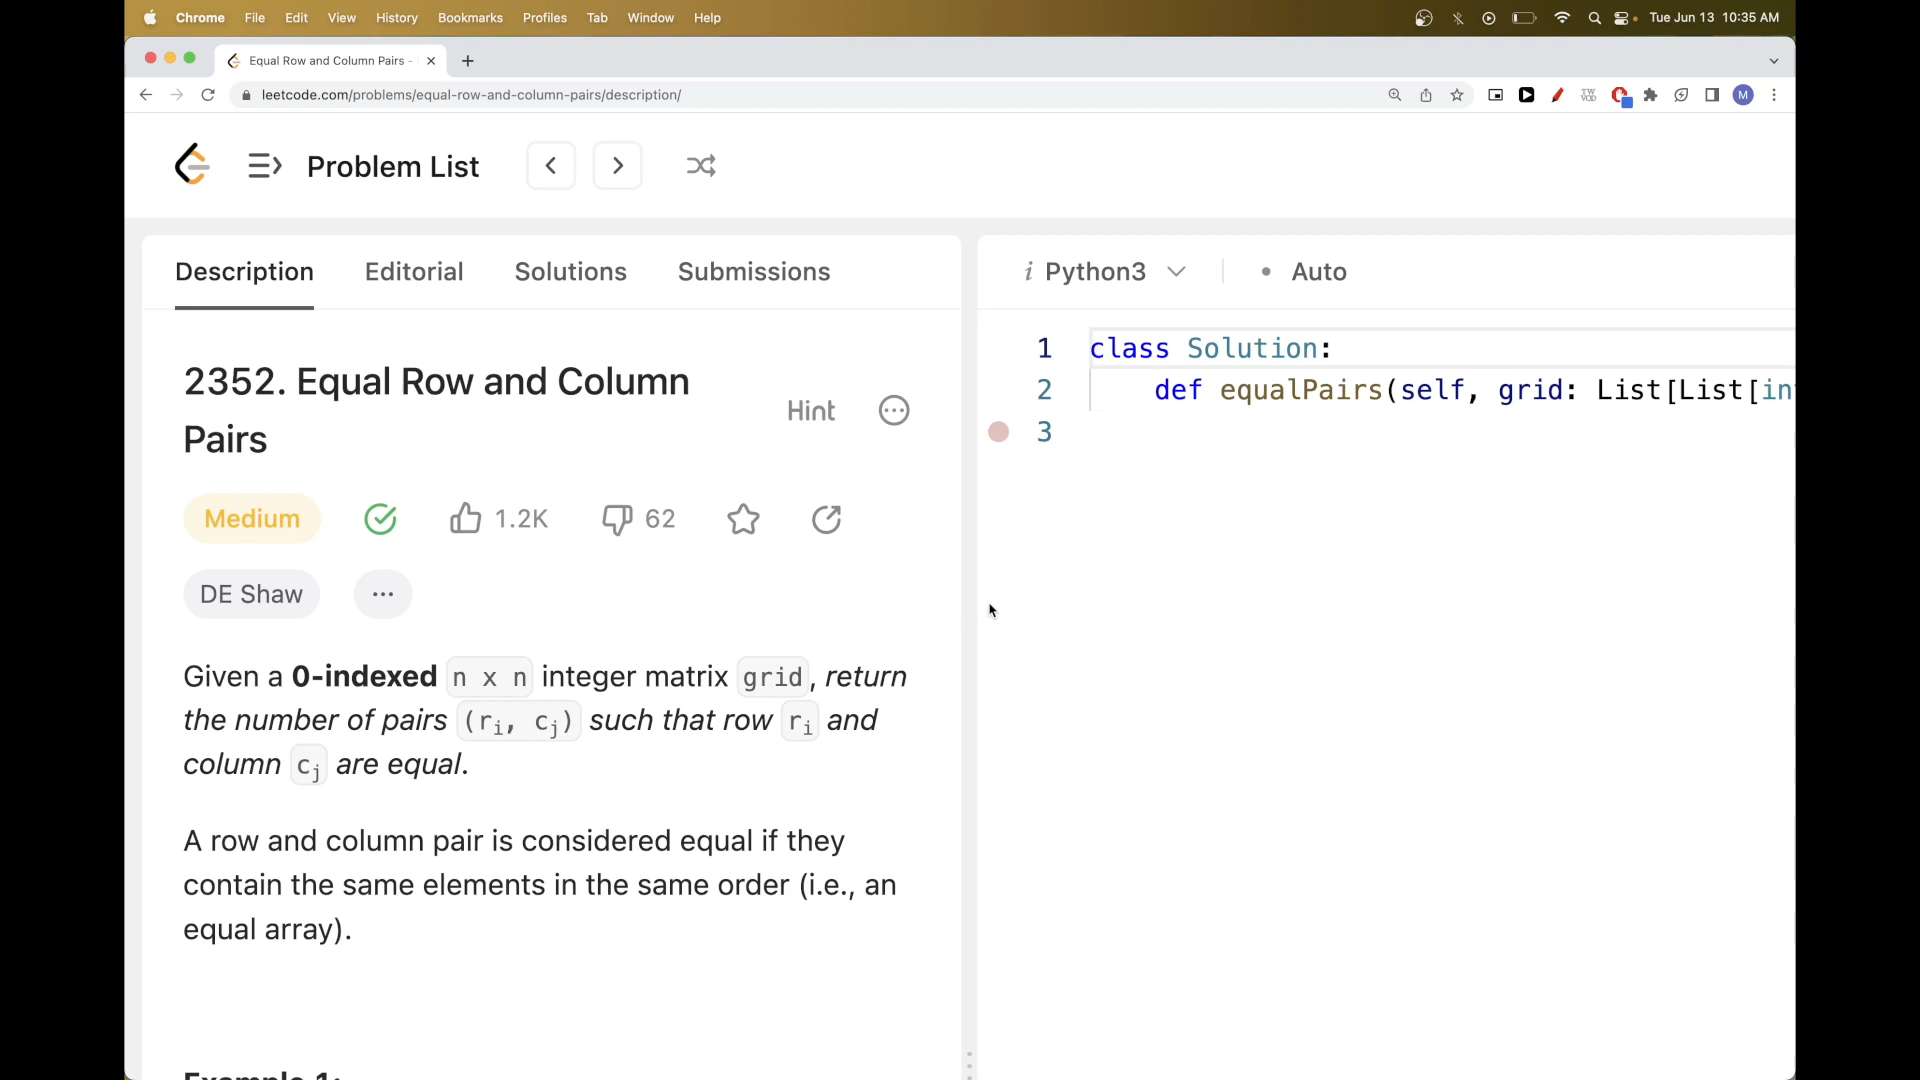 Chrome File Edit View History Bookmarks Profiles Tab Window Help Tue Jun 13 10:35 AM
Equal Row and Column Pairs -
leetcode.com/problems/equal-row-and-column-pairs/description/
M
Problem List
Description Editorial Solutions Submissions
2352. Equal Row and Column
Pairs
Hint
Medium 1.2K 62
DE Shaw ...
Given a 0-indexed n x n integer matrix grid, return
the number of pairs (ri, cj) such that row ri and
column cj are equal.
A row and column pair is considered equal if they
contain the same elements in the same order (i.e., an
equal array).
Example 1:
i Python3 • Auto
1 class Solution:
2 def equalPairs(self, grid: List[List[in
3